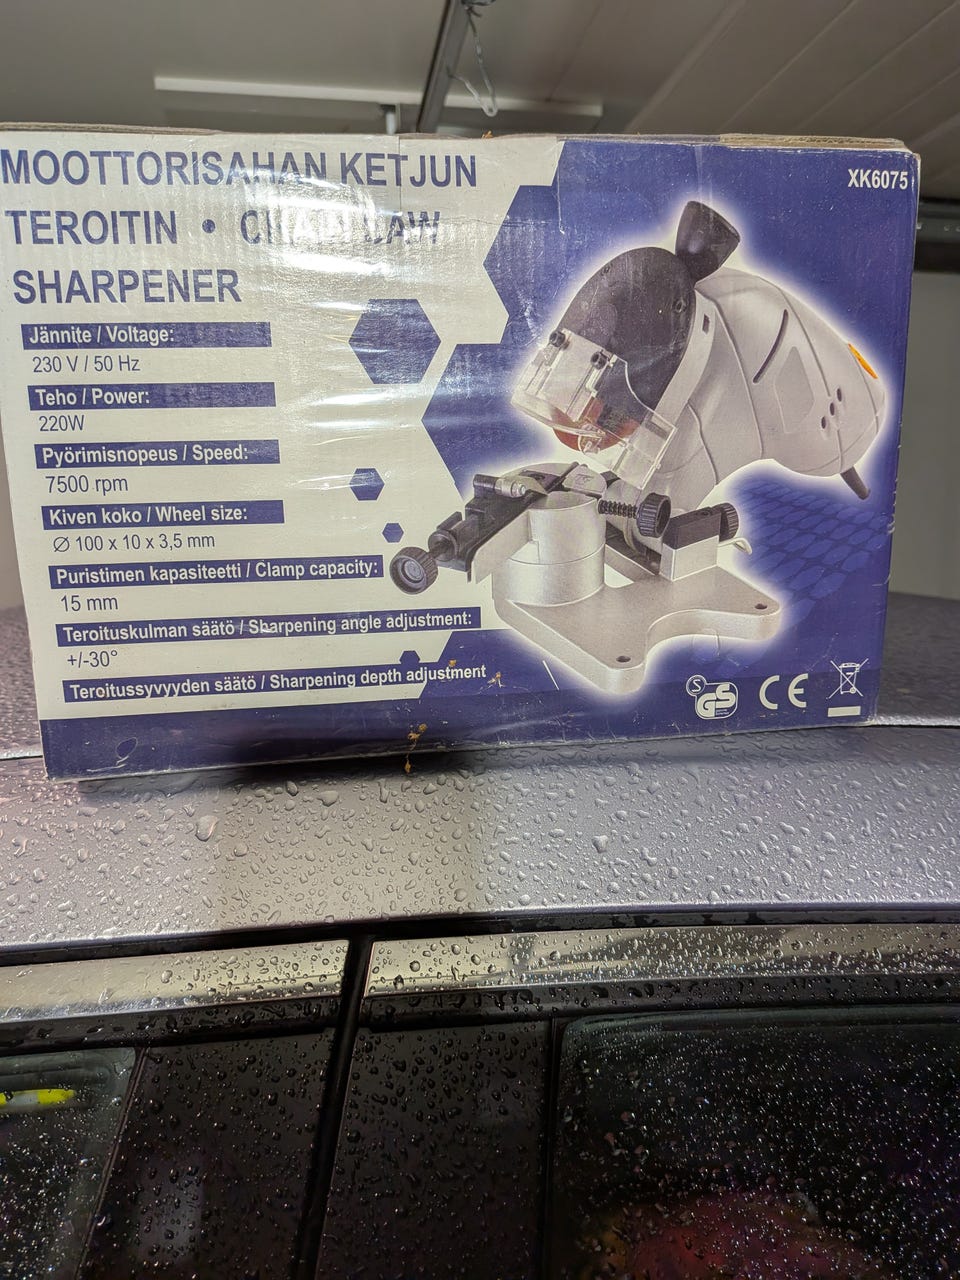 MOOTTORISAHAN KETJUN
TEROITIN • CHAIN SAW
SHARPENER
XK6075
Jännite / Voltage:
230 V / 50 Hz
Teho / Power:
220W
Pyörimisnopeus / Speed:
7500 rpm
Kiven koko / Wheel size:
Ø 100 x 10 x 3,5 mm
Puristimen kapasiteetti / Clamp capacity:
15 mm
Teroituskulman säätö / Sharpening angle adjustment:
+/-30°
Teroitussyvyyden säätö / Sharpening depth adjustment
S GS CE